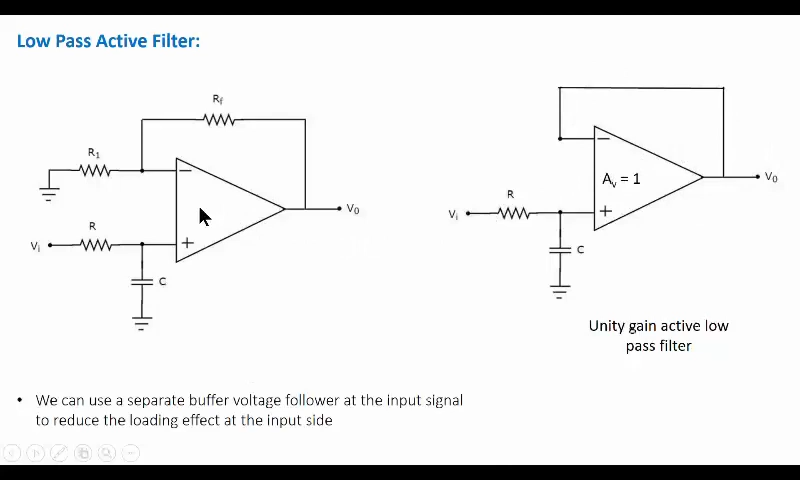 Low Pass Active Filter:
Rf
R1
R
Vi
C
−
+
V0
R
Vi
C
−
Av = 1
+
V0
Unity gain active low
pass filter
• We can use a separate buffer voltage follower at the input signal
to reduce the loading effect at the input side